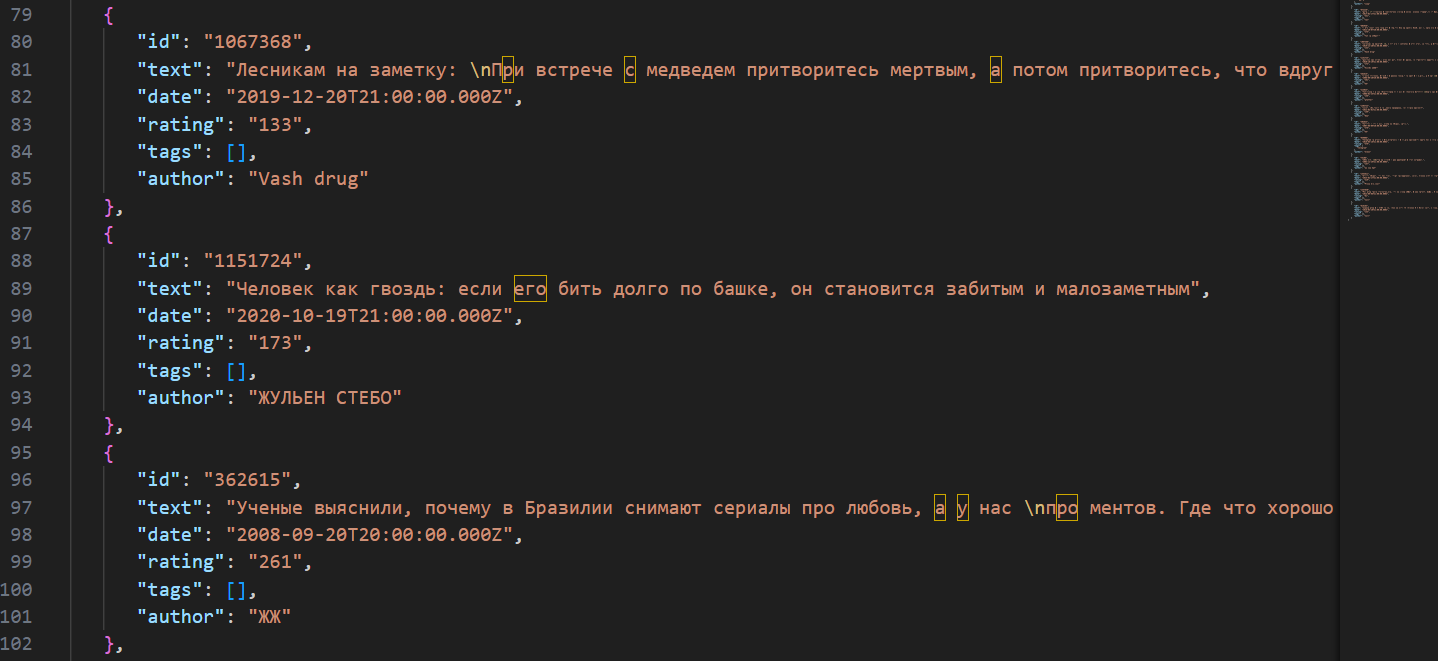 79 {
80 "id": "1067368",
81 "text": "Лесникам на заметку: \nПри встрече с медведем притворитесь мертвым, а потом притворитесь, что вдруг
82 "date": "2019-12-20T21:00:00.000Z",
83 "rating": "133",
84 "tags": [],
85 "author": "Vash drug"
86 },
87 {
88 "id": "1151724",
89 "text": "Человек как гвоздь: если его бить долго по башке, он становится забитым и малозаметным",
90 "date": "2020-10-19T21:00:00.000Z",
91 "rating": "173",
92 "tags": [],
93 "author": "ЖУЛЬЕН СТЕБО"
94 },
95 {
96 "id": "362615",
97 "text": "Ученые выяснили, почему в Бразилии снимают сериалы про любовь, а у нас \nпро ментов. Где что хорошо
98 "date": "2008-09-20T20:00:00.000Z",
99 "rating": "261",
100 "tags": [],
101 "author": "ЖЖ"
102 },